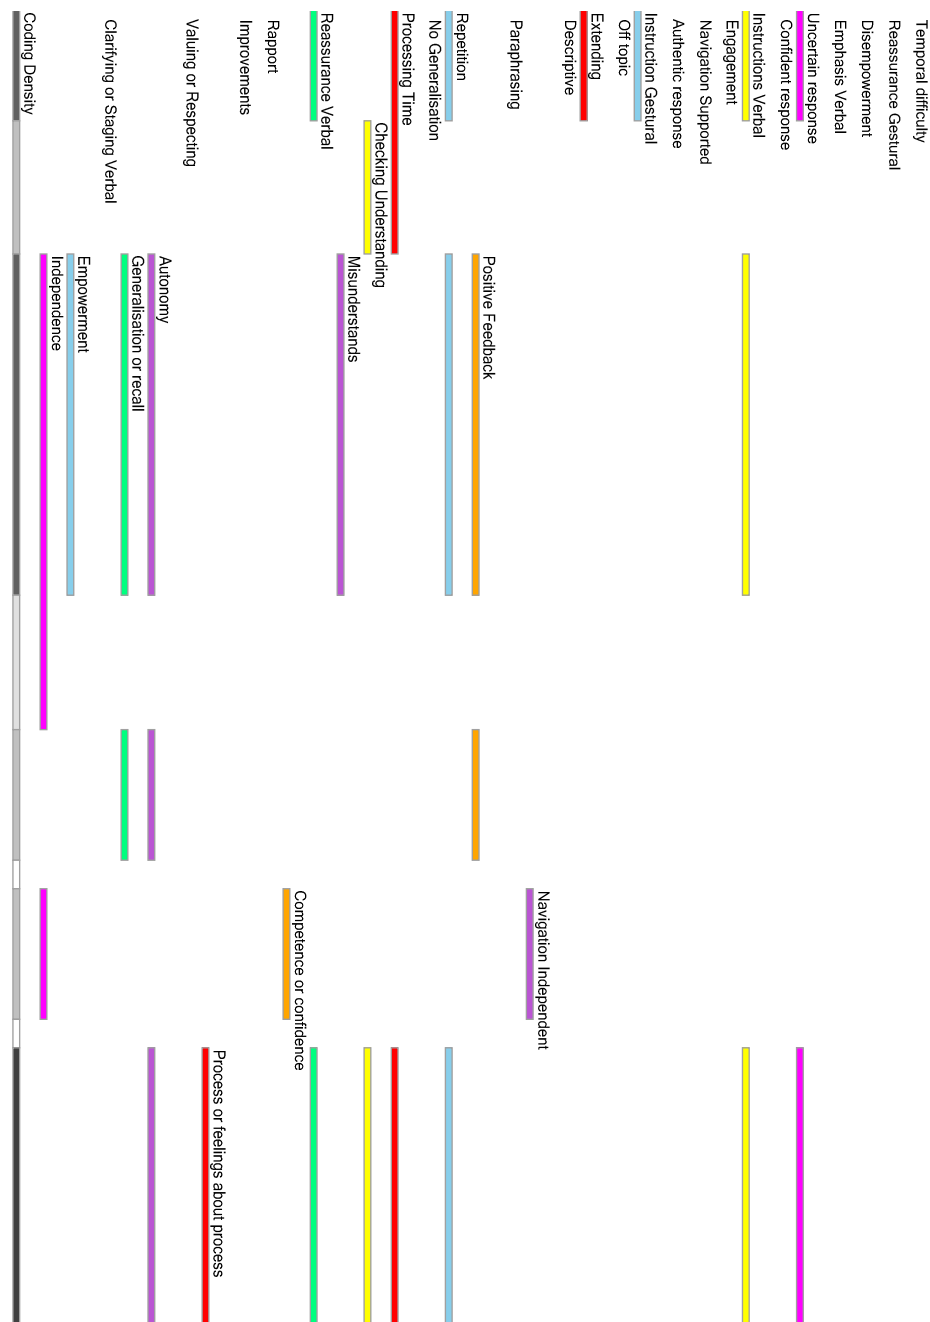 Temporal difficulty
Reassurance Gestural
Disempowerment
Emphasis Verbal
Uncertain response
Confident response
Instructions Verbal
Engagement
Navigation Supported
Authentic response
Instruction Gestural
Off topic
Extending
Descriptive
Navigation Independent
Paraphrasing
Positive Feedback
Repetition
No Generalisation
Processing Time
Checking Understanding
Misunderstands
Reassurance Verbal
Competence or confidence
Rapport
Improvements
Process or feelings about process
Valuing or Respecting
Autonomy
Generalisation or recall
Clarifying or Staging Verbal
Empowerment
Independence
Coding Density